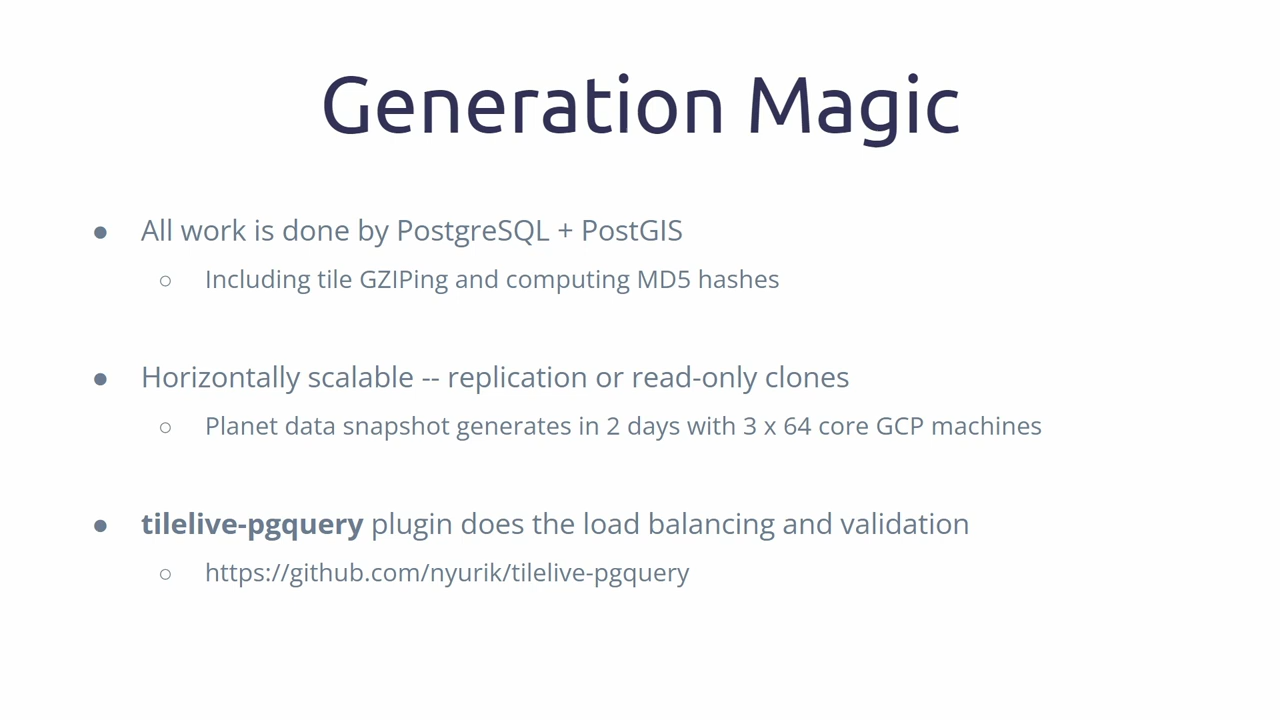 Generation Magic
● All work is done by PostgreSQL + PostGIS
○ Including tile GZIPing and computing MD5 hashes
● Horizontally scalable -- replication or read-only clones
○ Planet data snapshot generates in 2 days with 3 x 64 core GCP machines
● tilelive-pgquery plugin does the load balancing and validation
○ https://github.com/nyurik/tilelive-pgquery